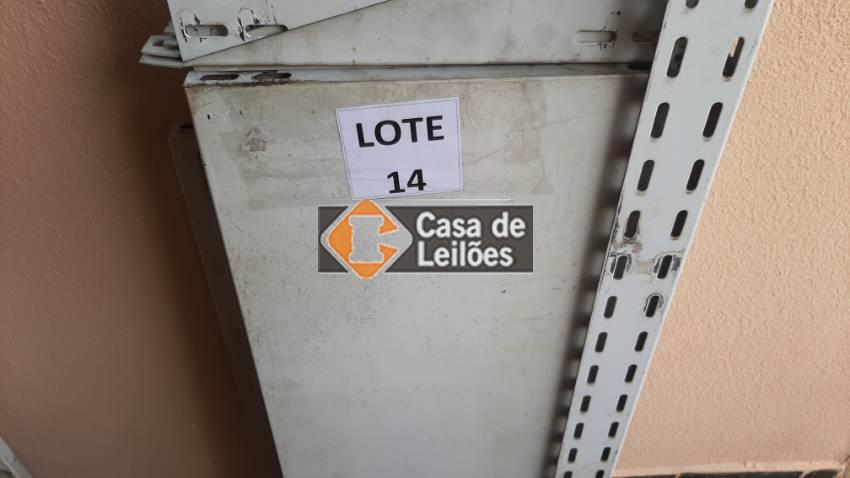 LOTE
14
Casa de
Leilões